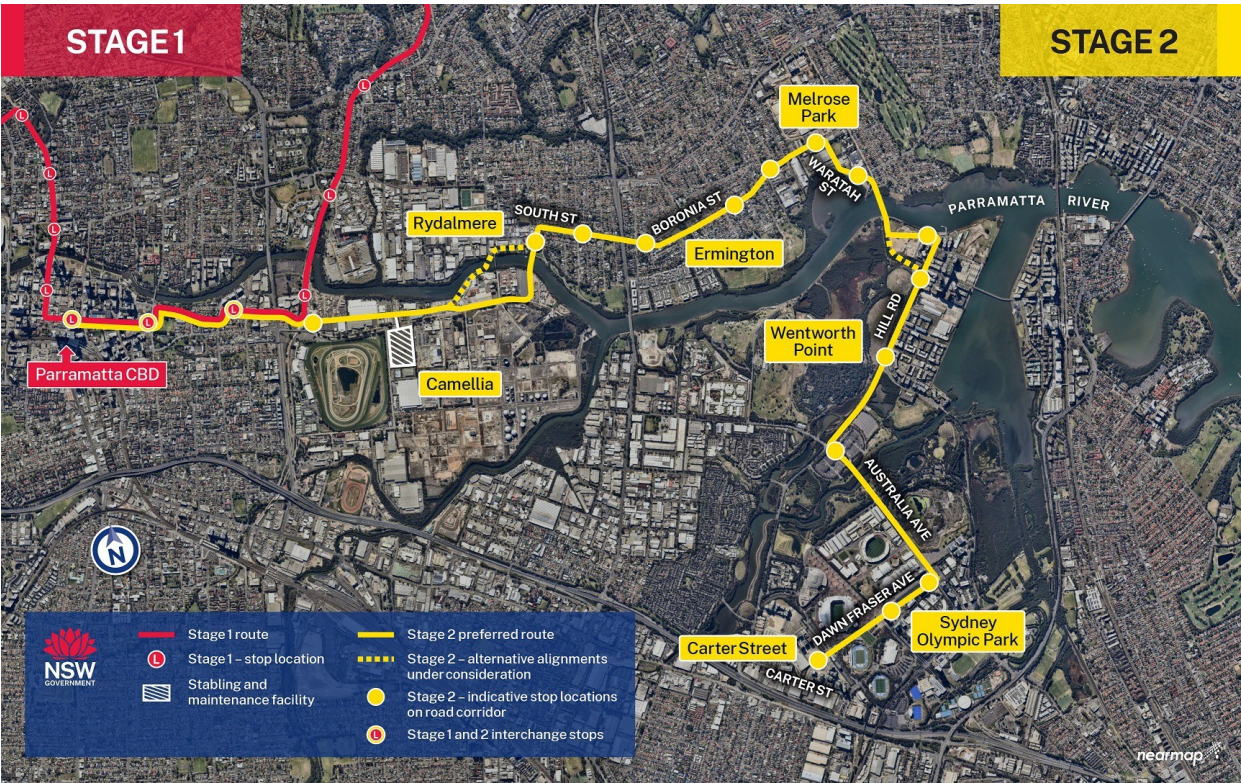 STAGE 1
STAGE 2
Melrose
Park
WARATAH
ST
PARRAMATTA RIVER
Rydalmere
SOUTH ST
BORONIA ST
Ermington
HILL RD
Wentworth
Point
L
L
L
L
L
L
L
L
L
L
Parramatta CBD
Camellia
AUSTRALIA AVE
N
DAWN FRASER AVE
Sydney
Olympic Park
Carter Street
CARTER ST
NSW
GOVERNMENT
Stage 1 route
L
Stage 1 – stop location
Stabling and
maintenance facility
Stage 2 preferred route
Stage 2 – alternative alignments
under consideration
Stage 2 – indicative stop locations
on road corridor
L
Stage 1 and 2 interchange stops
nearmap